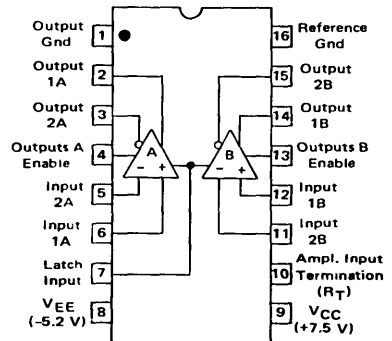 Output
Gnd
1
Output
1A
2
Output
2A
3
Outputs A
Enable
4
Input
2A
5
Input
1A
6
Latch
Input
7
VEE
(-5.2 V)
8
A
- +
B
- +
16
Reference
Gnd
15
Output
2B
14
Output
1B
13
Outputs B
Enable
12
Input
1B
11
Input
2B
10
Ampl. Input
Termination
(RT)
9
VCC
(+7.5 V)